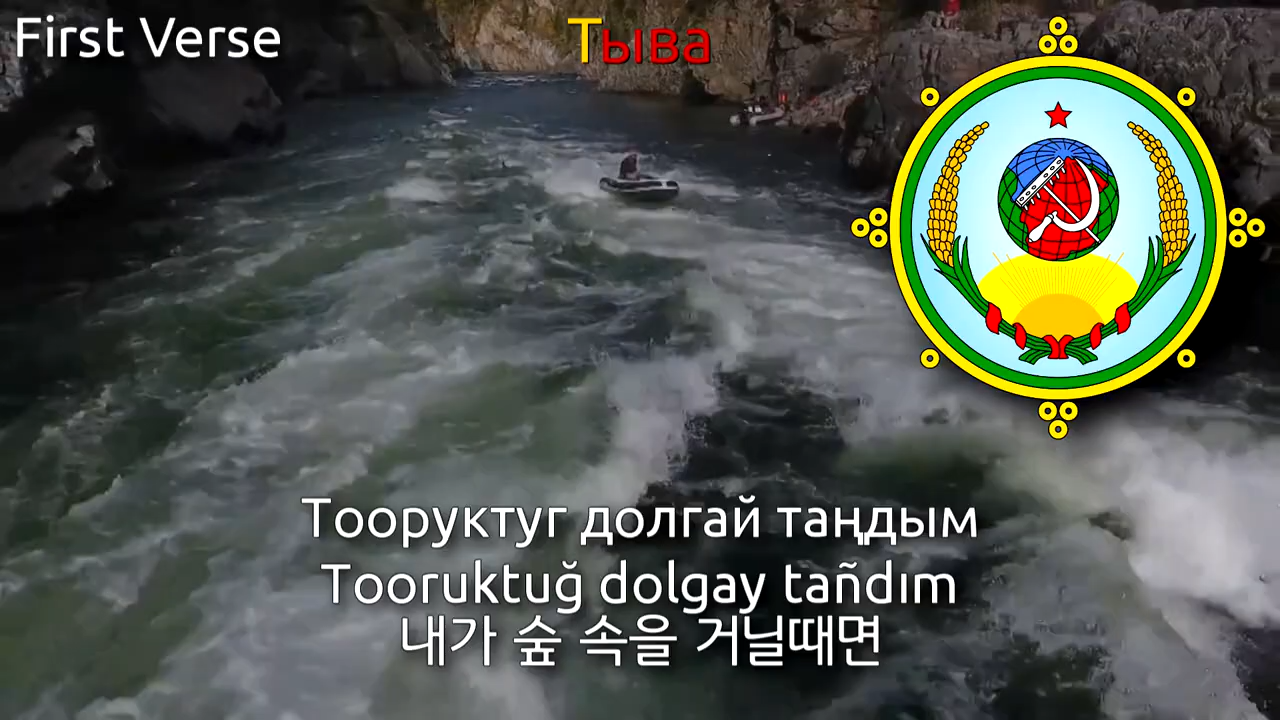 First Verse
Тыва
Тооруктуг долгай таңдым
Tooruktuğ dolgay tañdım
내가 숲 속을 거닐때면